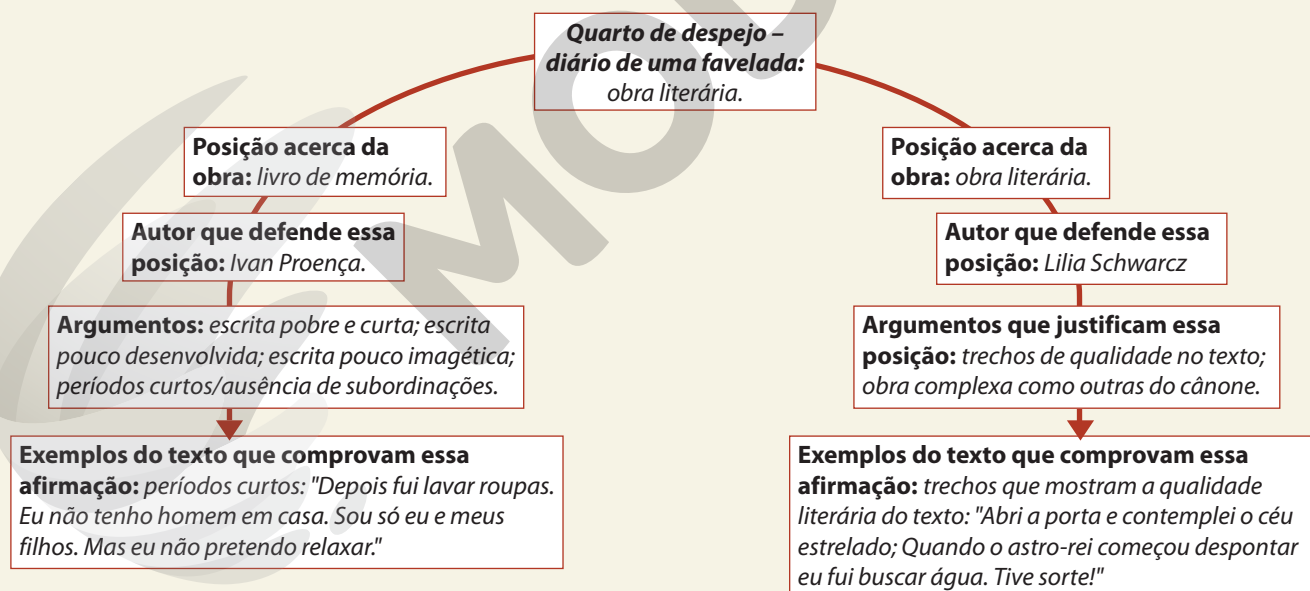 Quarto de despejo –
diário de uma favelada:
obra literária.
Posição acerca da
obra: livro de memória.
Autor que defende essa
posição: Ivan Proença.
Argumentos: escrita pobre e curta; escrita
pouco desenvolvida; escrita pouco imagética;
períodos curtos/ausência de subordinações.
Exemplos do texto que comprovam essa
afirmação: períodos curtos: "Depois fui lavar roupas.
Eu não tenho homem em casa. Sou só eu e meus
filhos. Mas eu não pretendo relaxar."
Posição acerca da
obra: obra literária.
Autor que defende essa
posição: Lilia Schwarcz
Argumentos que justificam essa
posição: trechos de qualidade no texto;
obra complexa como outras do cânone.
Exemplos do texto que comprovam essa
afirmação: trechos que mostram a qualidade
literária do texto: "Abri a porta e contemplei o céu
estrelado; Quando o astro-rei começou despontar
eu fui buscar água. Tive sorte!"